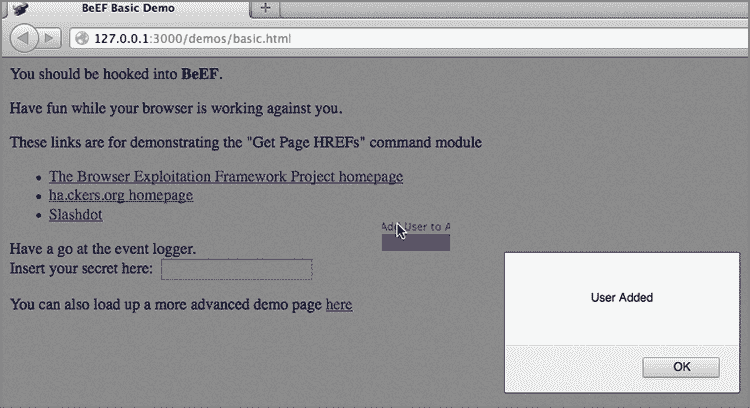 BeEF Basic Demo
127.0.0.1:3000/demos/basic.html
You should be hooked into BeEF.
Have fun while your browser is working against you.
These links are for demonstrating the "Get Page HREFs" command module
The Browser Exploitation Framework Project homepage
ha.ckers.org homepage
Slashdot
Add User to A
Have a go at the event logger.
Insert your secret here:
User Added
You can also load up a more advanced demo page here
OK